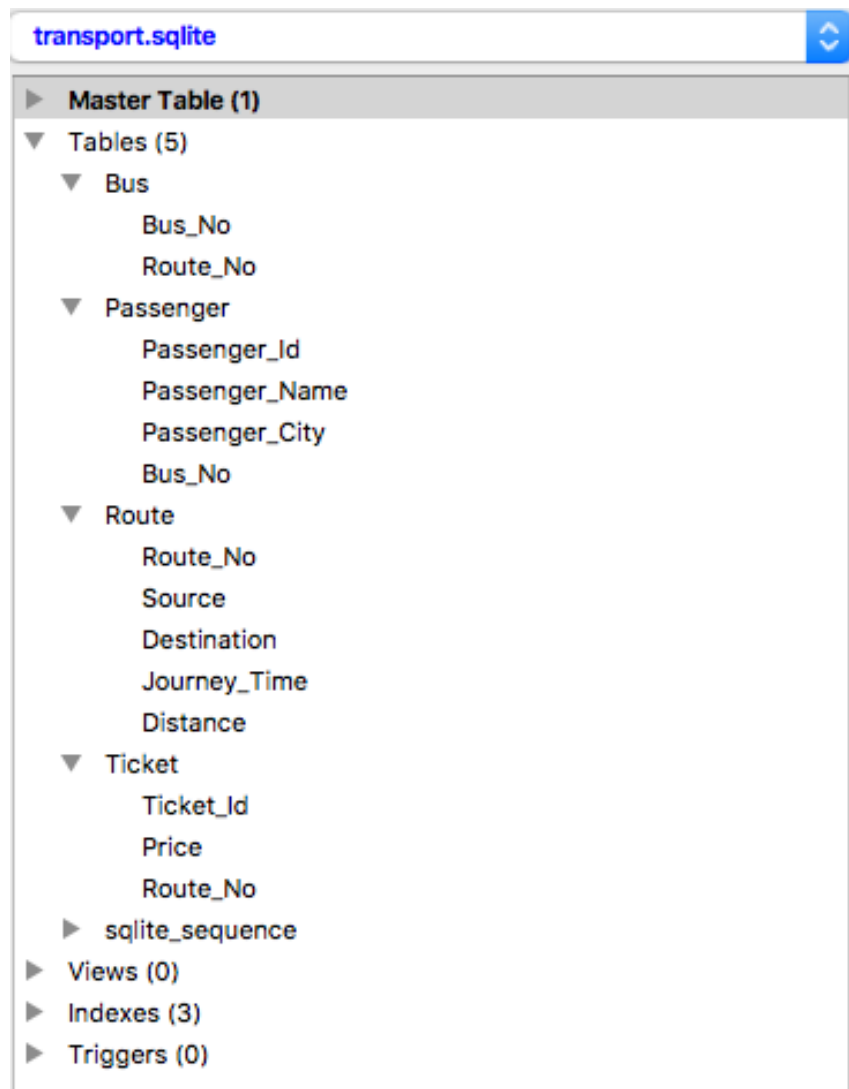 transport.sqlite
Master Table (1)
Tables (5)
Bus
Bus_No
Route_No
Passenger
Passenger_Id
Passenger_Name
Passenger_City
Bus_No
Route
Route_No
Source
Destination
Journey_Time
Distance
Ticket
Ticket_Id
Price
Route_No
sqlite_sequence
Views (0)
Indexes (3)
Triggers (0)